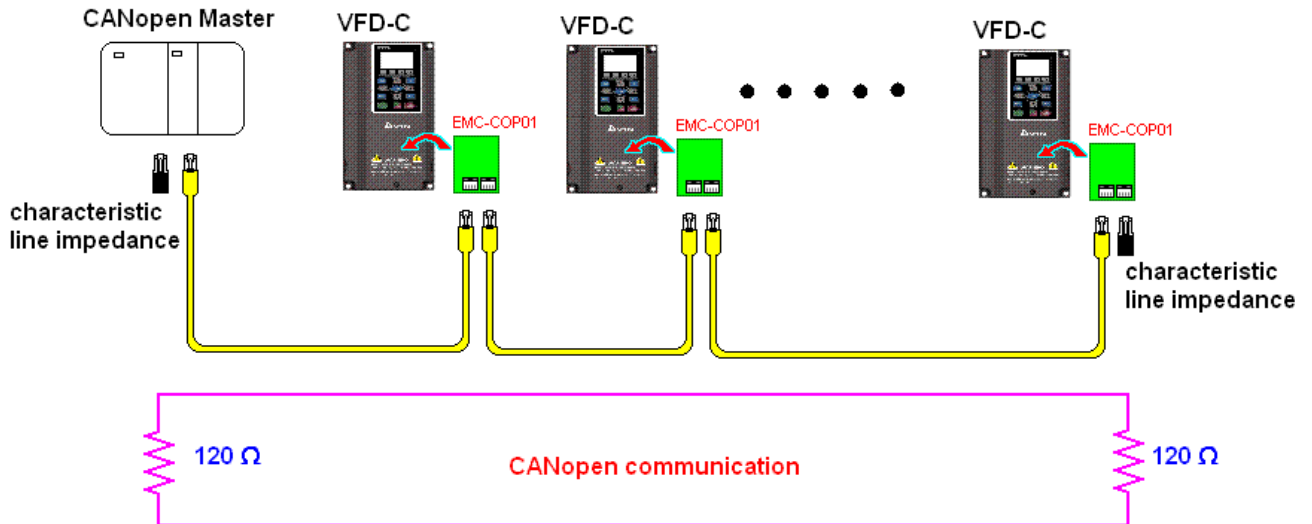 CANopen Master
VFD-C
VFD-C
VFD-C
EMC-COP01
EMC-COP01
EMC-COP01
characteristic
line impedance
characteristic
line impedance
120 Ω
CANopen communication
120 Ω